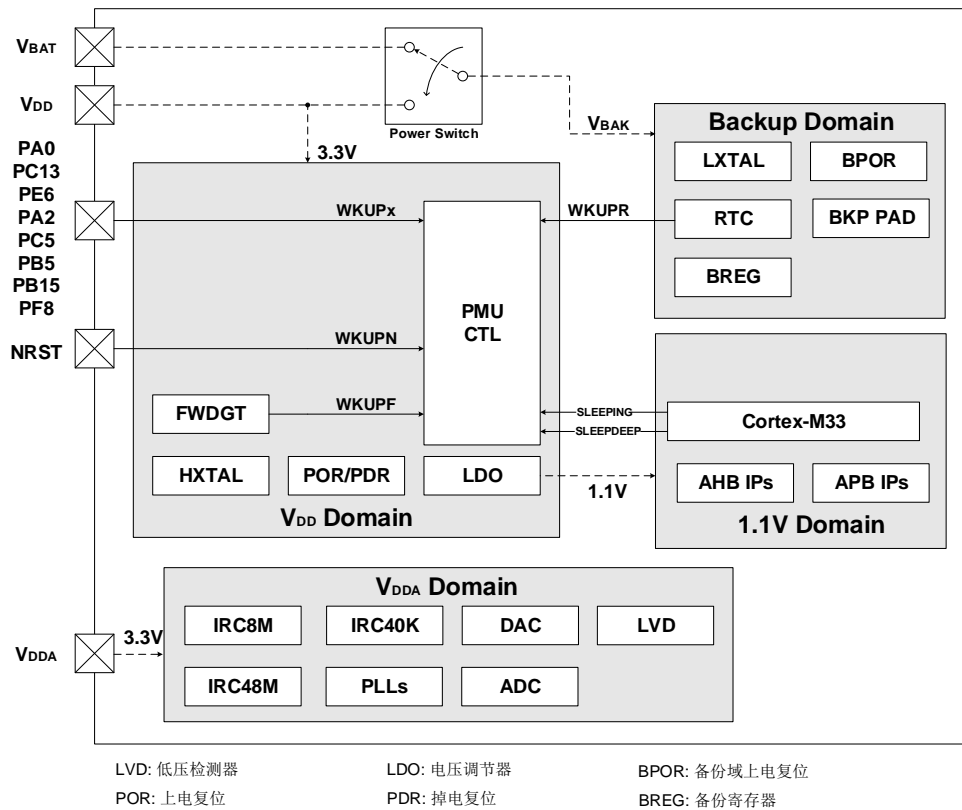 VBAT
VDD
Power Switch
3.3V
VBAK
PA0
PC13
PE6
PA2
PC5
PB5
PB15
PF8
NRST
WKUPx
WKUPN
WKUPF
PMU
CTL
WKUPR
FWDGT
HXTAL
POR/PDR
LDO
VDD Domain
Backup Domain
LXTAL
BPOR
RTC
BKP PAD
BREG
SLEEPING
SLEEPDEEP
1.1V
Cortex-M33
AHB IPs
APB IPs
1.1V Domain
VDDA
3.3V
VDDA Domain
IRC8M
IRC40K
DAC
LVD
IRC48M
PLLs
ADC
LVD: 低压检测器
LDO: 电压调节器
BPOR: 备份域上电复位
POR: 上电复位
PDR: 掉电复位
BREG: 备份寄存器